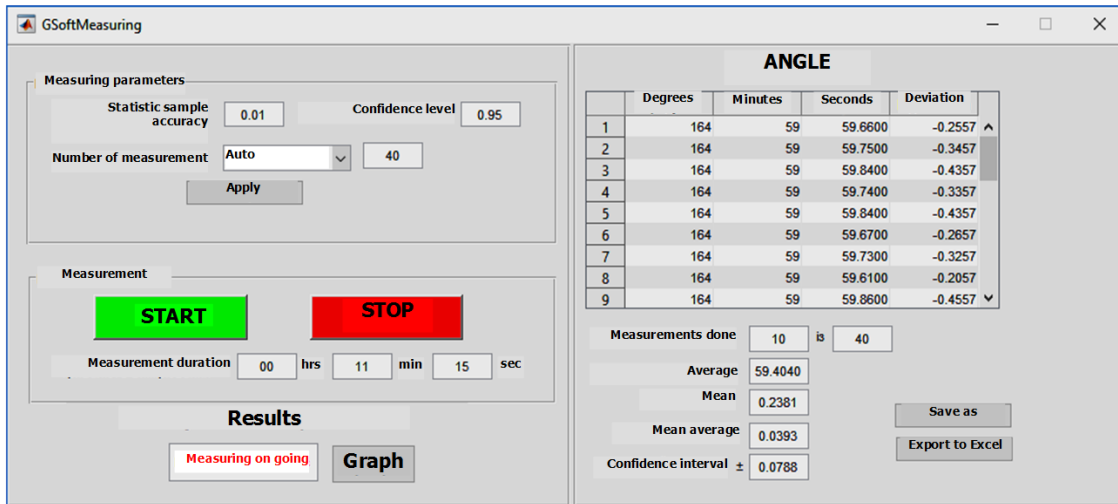 GSoftMeasuring
Measuring parameters
Statistic sample
accuracy
0.01
Confidence level
0.95
Number of measurement
Auto
40
Apply
Measurement
START
STOP
Measurement duration
00
hrs
11
min
15
sec
Results
Measuring on going
Graph
ANGLE
Degrees Minutes Seconds Deviation
1 164 59 59.6600 -0.2557
2 164 59 59.7500 -0.3457
3 164 59 59.8400 -0.4357
4 164 59 59.7400 -0.3357
5 164 59 59.8400 -0.4357
6 164 59 59.6700 -0.2657
7 164 59 59.7300 -0.3257
8 164 59 59.6100 -0.2057
9 164 59 59.8600 -0.4557
Measurements done 10 из 40
Average 59.4040
Mean 0.2381
Mean average 0.0393
Confidence interval ± 0.0788
Save as
Export to Excel